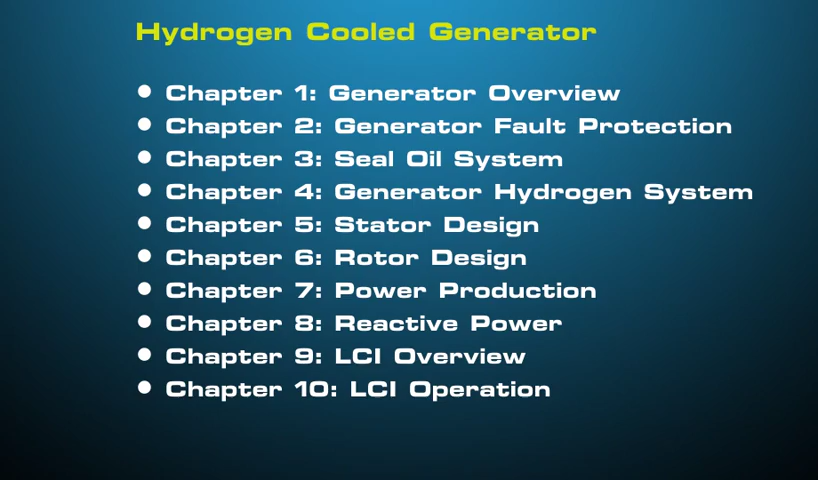 Hydrogen Cooled Generator
• Chapter 1: Generator Overview
• Chapter 2: Generator Fault Protection
• Chapter 3: Seal Oil System
• Chapter 4: Generator Hydrogen System
• Chapter 5: Stator Design
• Chapter 6: Rotor Design
• Chapter 7: Power Production
• Chapter 8: Reactive Power
• Chapter 9: LCI Overview
• Chapter 10: LCI Operation